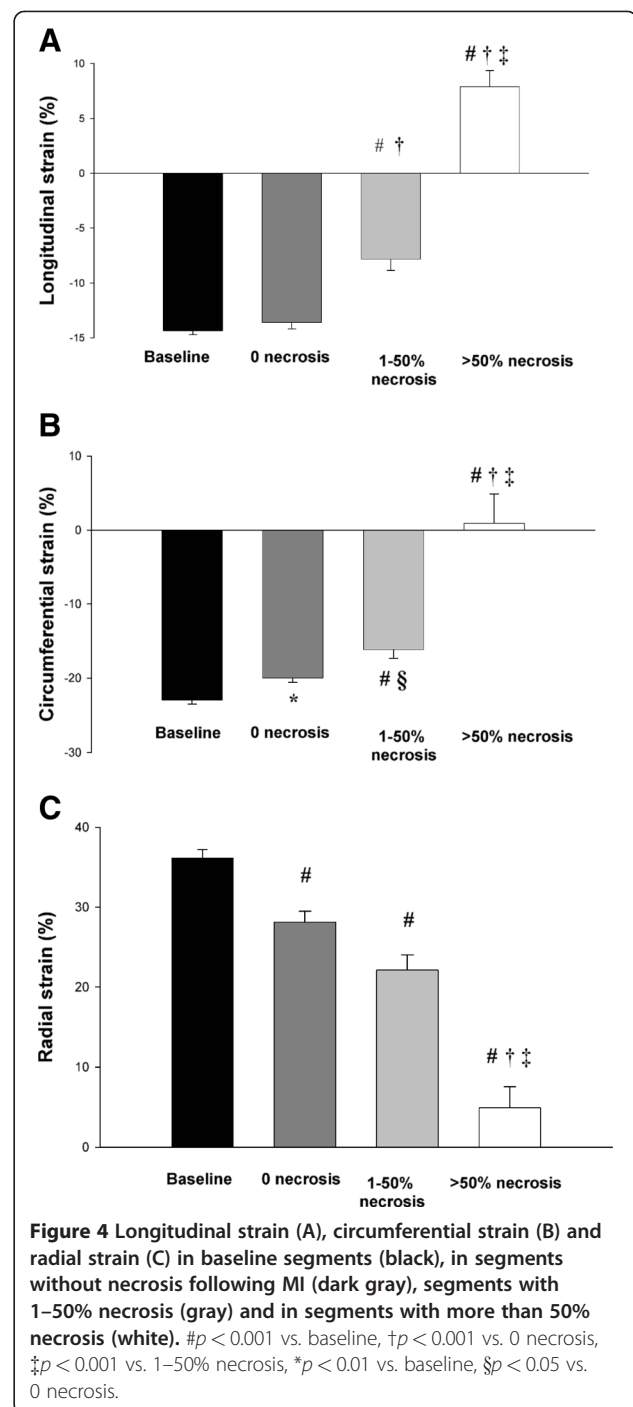 A
# † ‡
10
5
# †
0
-5
-10
-15
Longitudinal strain (%)
Baseline
0 necrosis
1-50%
necrosis
>50% necrosis
B
10
# † ‡
0
-10
-20
-30
Circumferential strain (%)
*
# §
Baseline
0 necrosis
1-50%
necrosis
>50% necrosis
C
40
30
20
10
0
Radial strain (%)
#
#
# † ‡
Baseline
0 necrosis
1-50%
necrosis
>50% necrosis
Figure 4 Longitudinal strain (A), circumferential strain (B) and
radial strain (C) in baseline segments (black), in segments
without necrosis following MI (dark gray), segments with
1–50% necrosis (gray) and in segments with more than 50%
necrosis (white). #p < 0.001 vs. baseline, †p < 0.001 vs. 0 necrosis,
‡p < 0.001 vs. 1–50% necrosis, *p < 0.01 vs. baseline, §p < 0.05 vs.
0 necrosis.